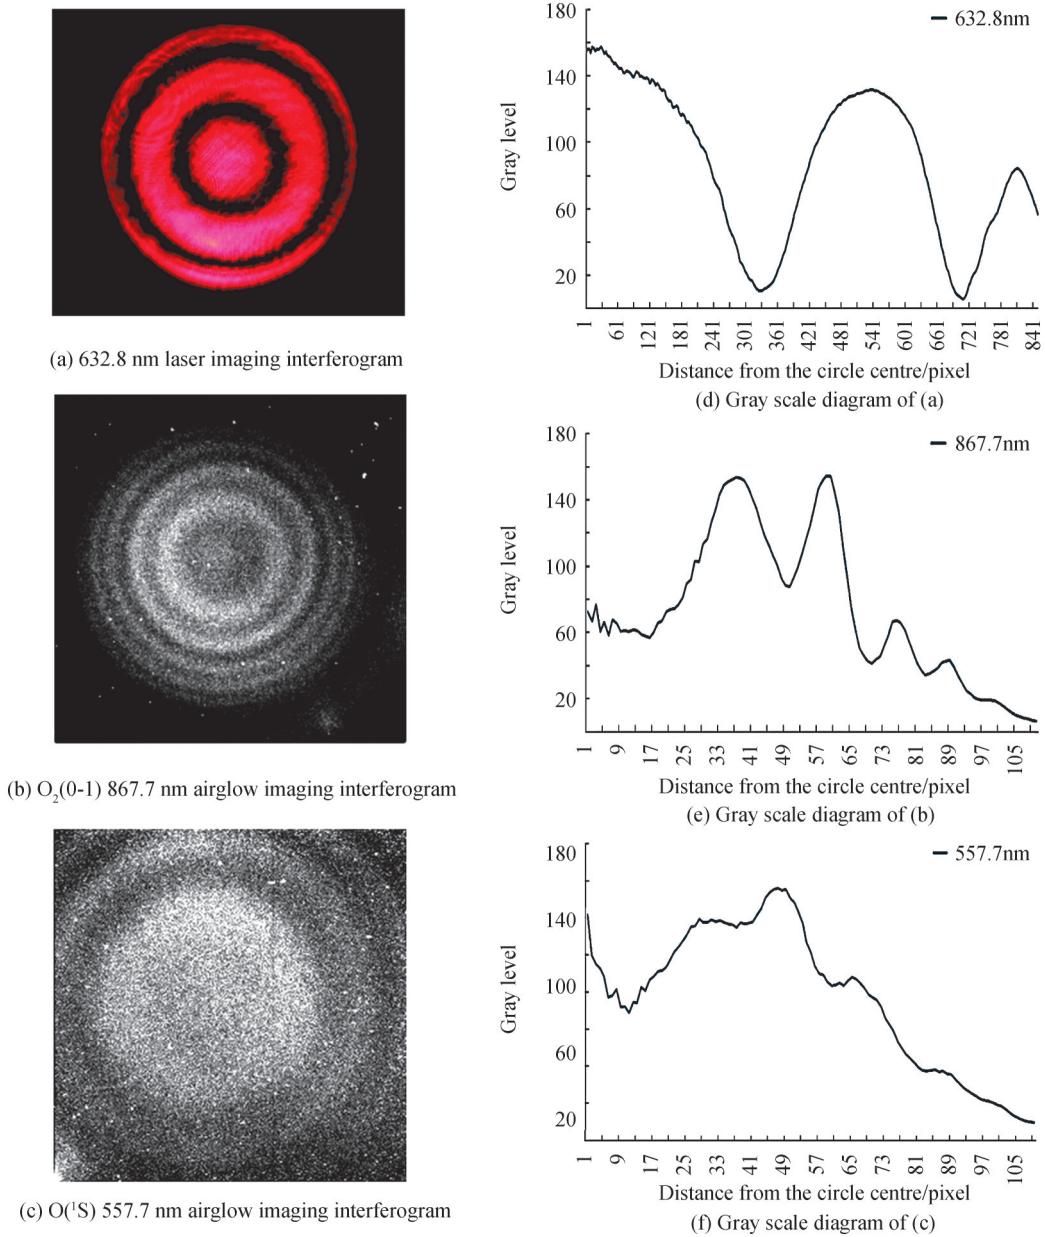 180
140
100
60
20
Gray level
632.8nm
1 61 121 181 241 301 361 421 481 541 601 661 721 781 841
Distance from the circle centre/pixel
(a) 632.8 nm laser imaging interferogram
(d) Gray scale diagram of (a)
180
140
100
60
20
Gray level
867.7nm
1 9 17 25 33 41 49 57 65 73 81 89 97 105
Distance from the circle centre/pixel
(b) O2(0-1) 867.7 nm airglow imaging interferogram
(e) Gray scale diagram of (b)
180
140
100
60
20
Gray level
557.7nm
1 9 17 25 33 41 49 57 65 73 81 89 97 105
Distance from the circle centre/pixel
(c) O(¹S) 557.7 nm airglow imaging interferogram
(f) Gray scale diagram of (c)